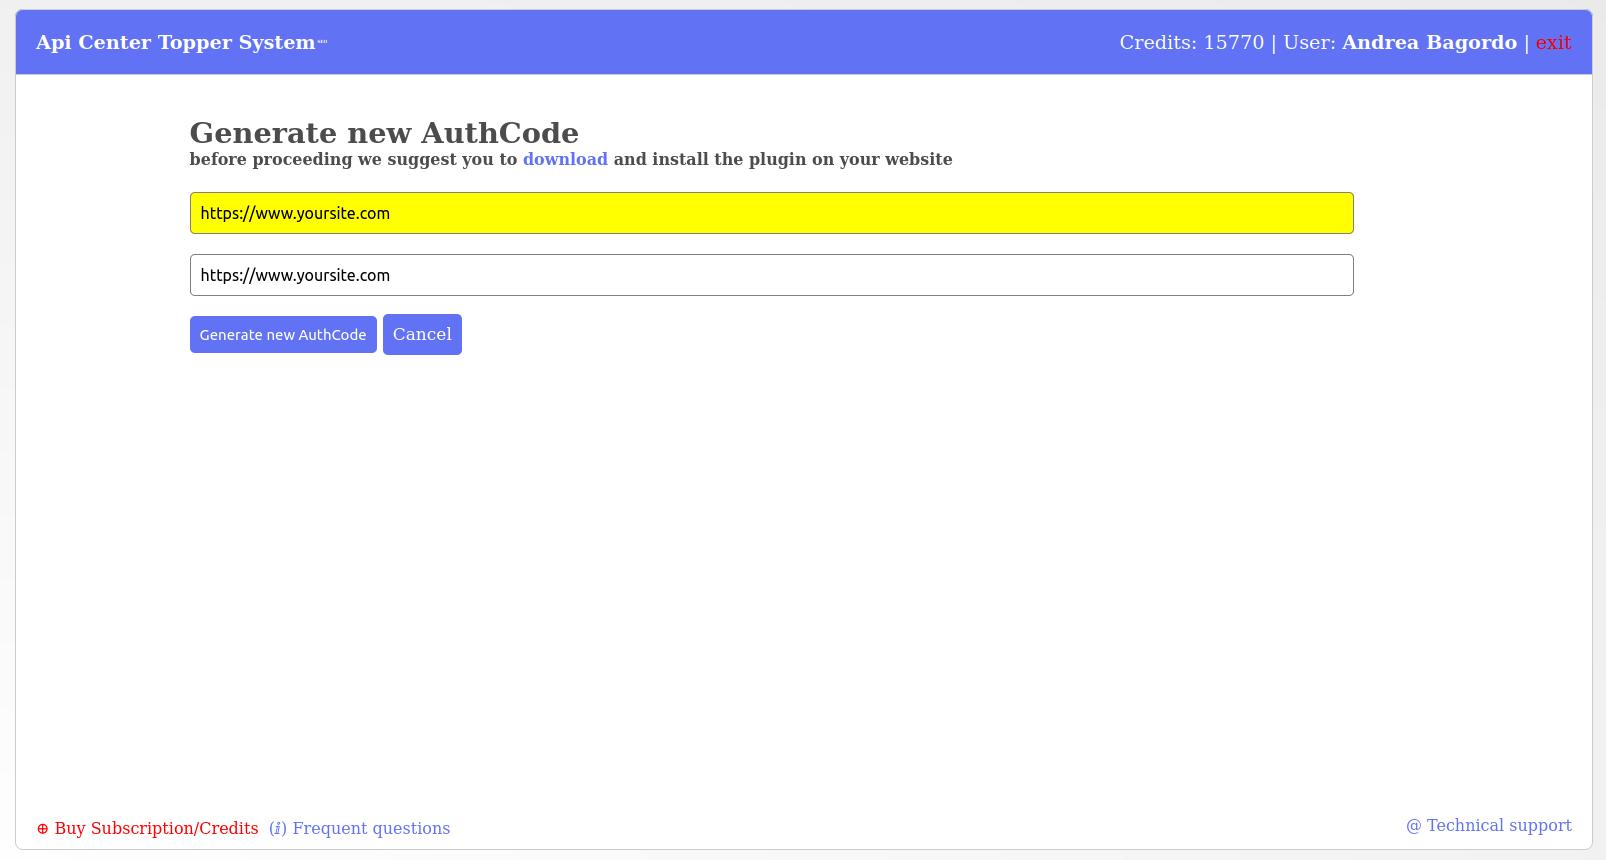 Api Center Topper System
Credits: 15770 | User: Andrea Bagordo | exit
Generate new AuthCode
before proceeding we suggest you to download and install the plugin on your website
https://www.yoursite.com
https://www.yoursite.com
Generate new AuthCode
Cancel
⊕ Buy Subscription/Credits
(ⅈ) Frequent questions
@ Technical support